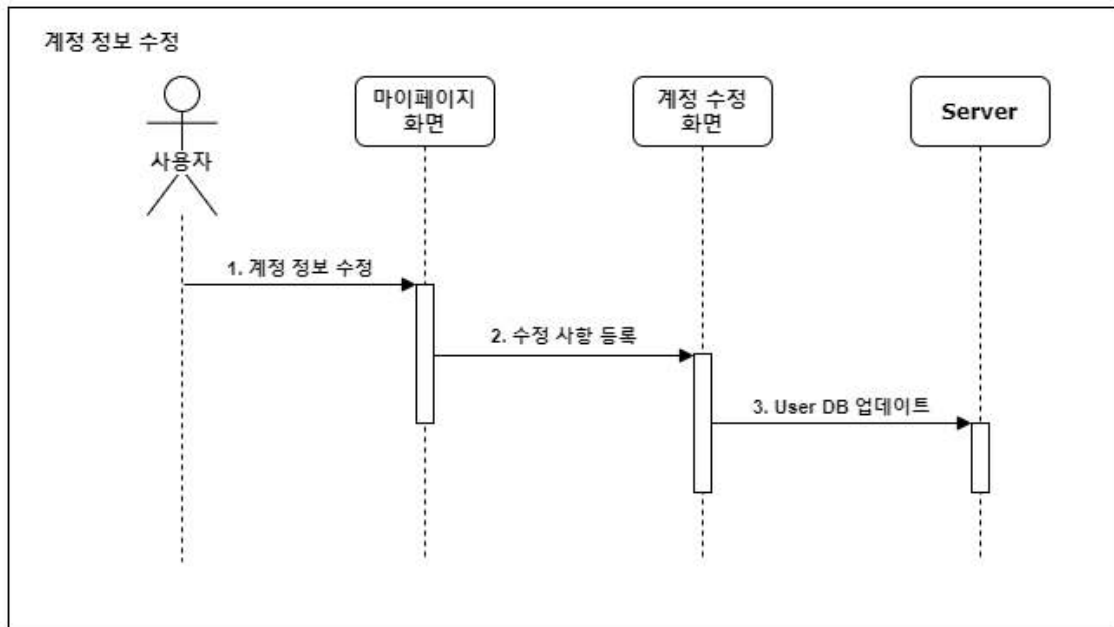 계정 정보 수정
사용자
마이페이지
화면
계정 수정
화면
Server
1. 계정 정보 수정
2. 수정 사항 등록
3. User DB 업데이트